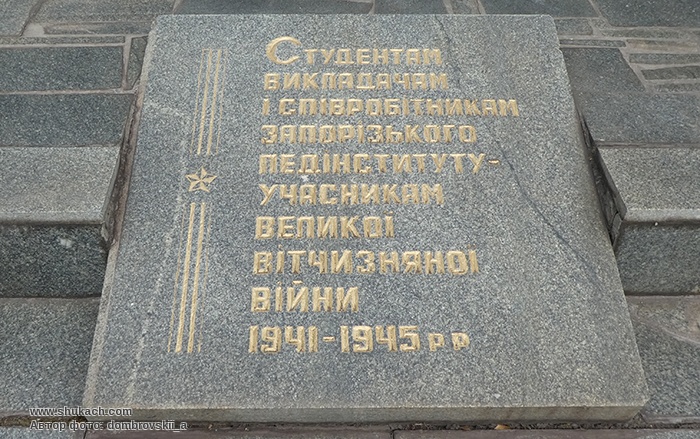 Студентам
викладачам
і співробітникам
Запорізького
педінституту-
учасникам
Великої
Вітчизняної
війни
1941-1945 рр
www.shukach.com
Автор фото: dombrovskii_a